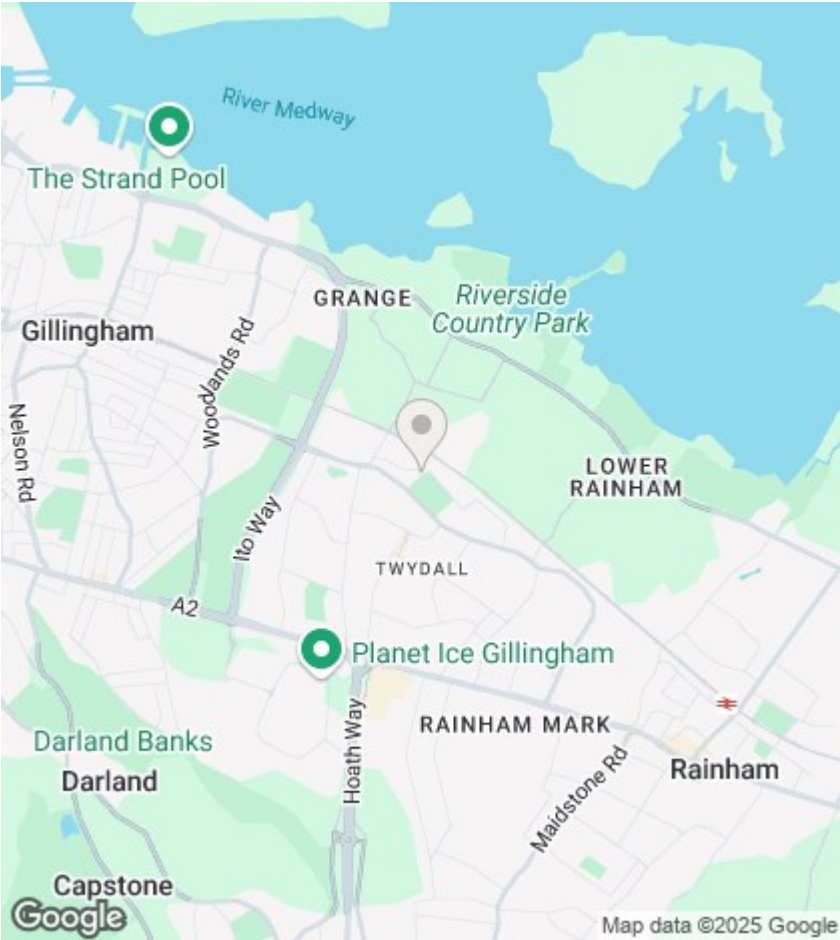 River Medway
The Strand Pool
GRANGE
Riverside
Country Park
Gillingham
Woodlands Rd
Nelson Rd
LOWER
RAINHAM
Ito Way
TWYDALL
A2
Planet Ice Gillingham
RAINHAM MARK
Hoath Way
Darland Banks
Darland
Maidstone Rd
Rainham
Capstone
Google
Map data ©2025 Google